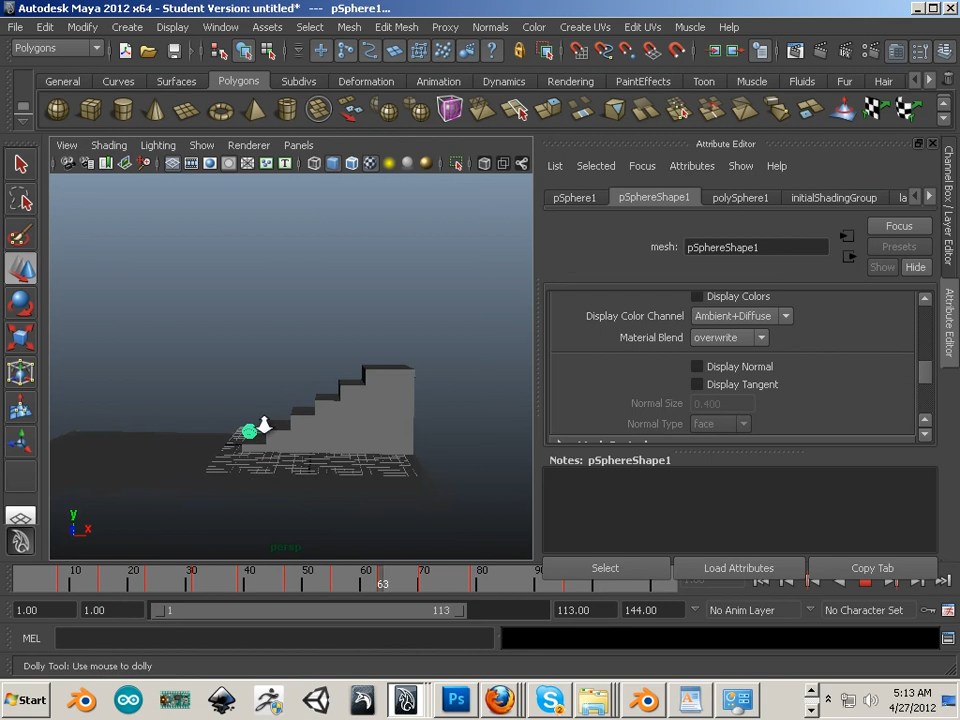 Autodesk Maya 2012 x64 - Student Version: untitled*   ---   pSphere1...
File Edit Modify Create Display Window Assets Select Mesh Edit Mesh Proxy Normals Color Create UVs Edit UVs Muscle Help
Polygons
General Curves Surfaces Polygons Subdivs Deformation Animation Dynamics Rendering PaintEffects Toon Muscle Fluids Fur Hair
View Shading Lighting Show Renderer Panels
persp
y
z x
Attribute Editor
List Selected Focus Attributes Show Help
pSphere1 pSphereShape1 polySphere1 initialShadingGroup la
Focus
mesh: pSphereShape1
Presets
Show Hide
Display Colors
Display Color Channel Ambient+Diffuse
Material Blend overwrite
Display Normal
Display Tangent
Normal Size 0.400
Normal Type face
Notes: pSphereShape1
Select Load Attributes Copy Tab
Channel Box / Layer Editor
Attribute Editor
10 20 30 40 50 60 70 80 90
63
1.00 1.00 1 113 113.00 144.00 No Anim Layer No Character Set
MEL
Dolly Tool: Use mouse to dolly
Start
Ps
5:13 AM
4/27/2012